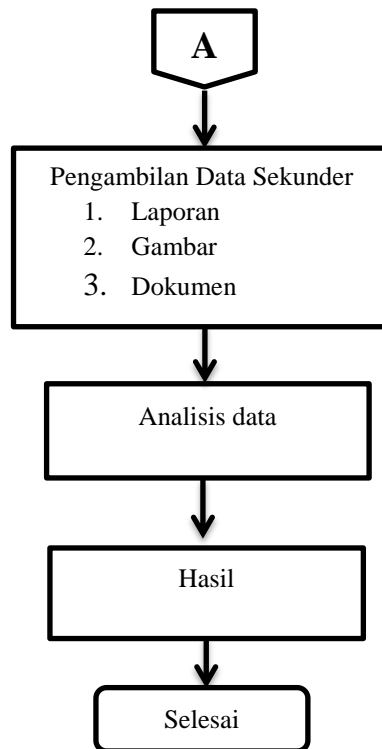 A
Pengambilan Data Sekunder
1. Laporan
2. Gambar
3. Dokumen
Analisis data
Hasil
Selesai